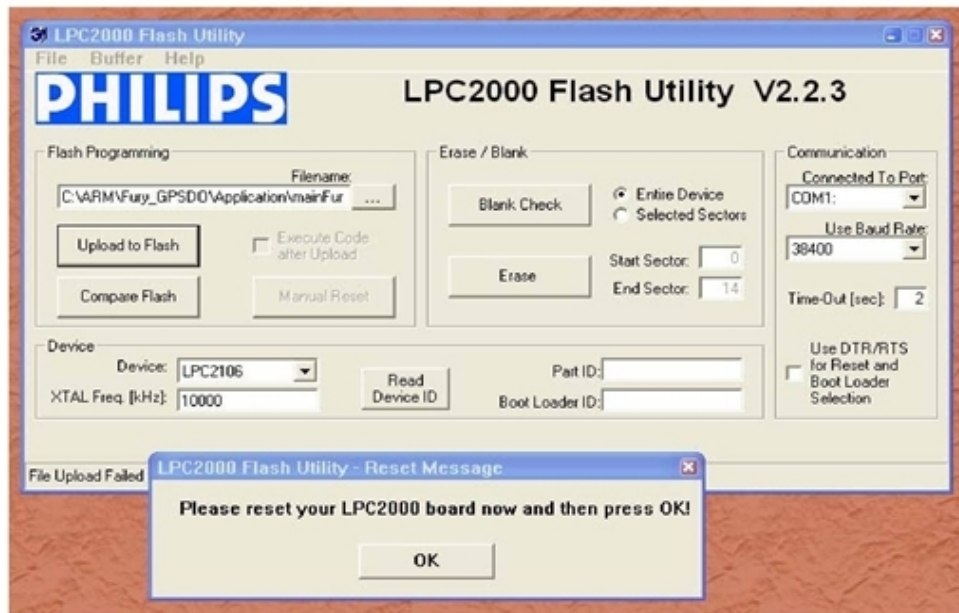 LPC2000 Flash Utility
File Buffer Help
PHILIPS
LPC2000 Flash Utility V2.2.3
Flash Programming
Filename:
C:\ARM\Fury_GPSDO\Application\mainFur ...
Upload to Flash
Execute Code
after Upload
Compare Flash
Manual Reset
Erase / Blank
Blank Check
Entire Device
Selected Sectors
Erase
Start Sector: 0
End Sector: 14
Communication
Connected To Port:
COM1:
Use Baud Rate:
38400
Time-Out [sec]: 2
Use DTR/RTS
for Reset and
Boot Loader
Selection
Device
Device: LPC2106
XTAL Freq. [kHz]: 10000
Read
Device ID
Part ID:
Boot Loader ID:
File Upload Failed
LPC2000 Flash Utility - Reset Message
Please reset your LPC2000 board now and then press OK!
OK